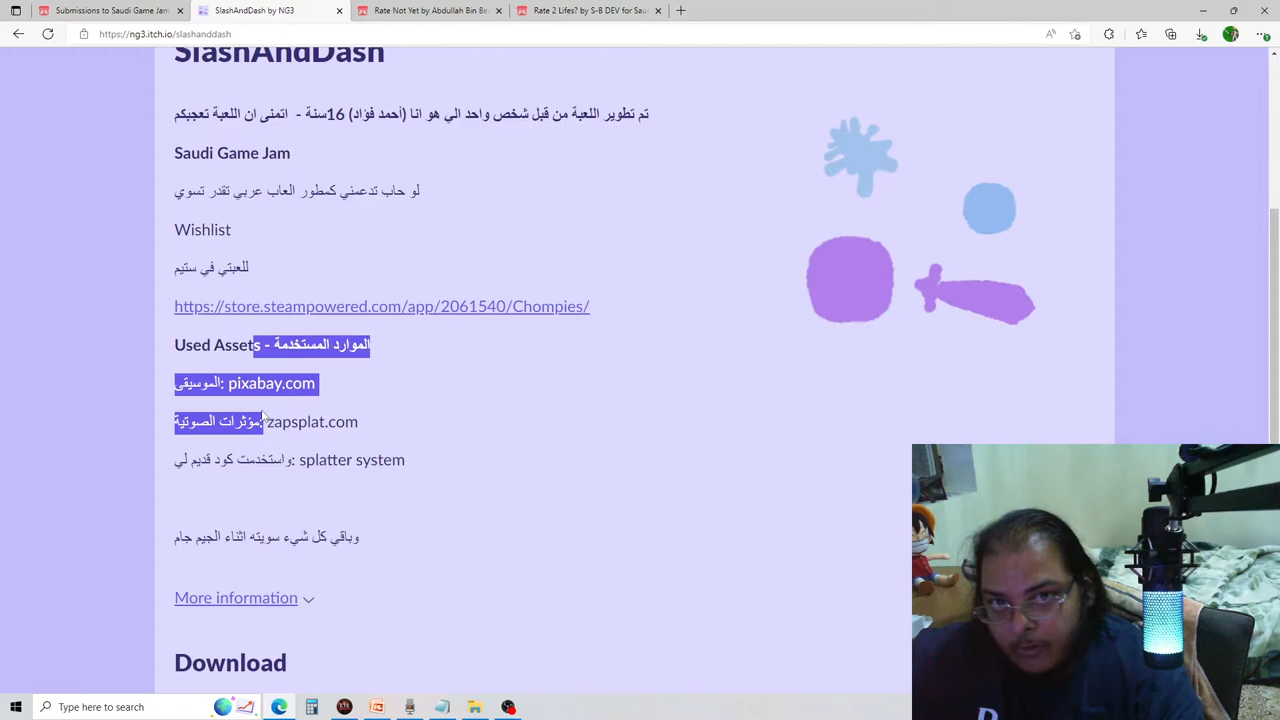 Submissions to Saudi Game Jam
SlashAndDash by NG3
Rate Not Yet by Abdullah Bin Be
Rate 2 Lifes? by S-B DEV for Sau
https://ng3.itch.io/slashanddash
SlashAndDash
تم تطوير اللعبة من قبل شخص واحد الي هو انا (أحمد فؤاد) 16سنة - اتمنى ان اللعبة تعجبكم
Saudi Game Jam
لو حاب تدعمني كمطور العاب عربي تقدر تسوي
Wishlist
للعبتي في ستيم
https://store.steampowered.com/app/2061540/Chompies/
Used Assets - الموارد المستخدمة
الموسيقى: pixabay.com
مؤثرات الصوتية: zapsplat.com
واستخدمت كود قديم لي: splatter system
وباقي كل شيء سويته اثناء الجيم جام
More information
Download
Type here to search